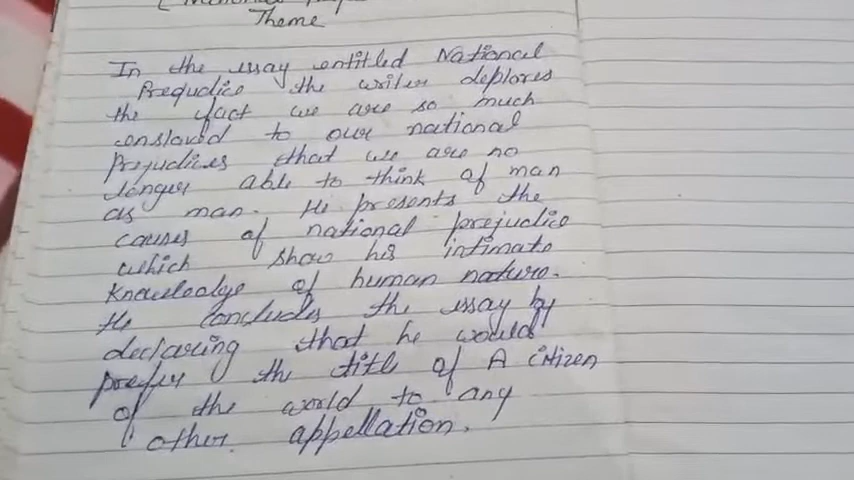 Theme
In the essay entitled National
Prequdice the writer deplores
the fact we are so much
enslaved to our national
prejudices that we are no
longer able to think of man
as man. He presents the
causes of national prejudice
which show his intimate
knowledge of human nature.
He concludes the essay by
declaring that he would
prefer the title of A citizen
of the world to any
other appellation.